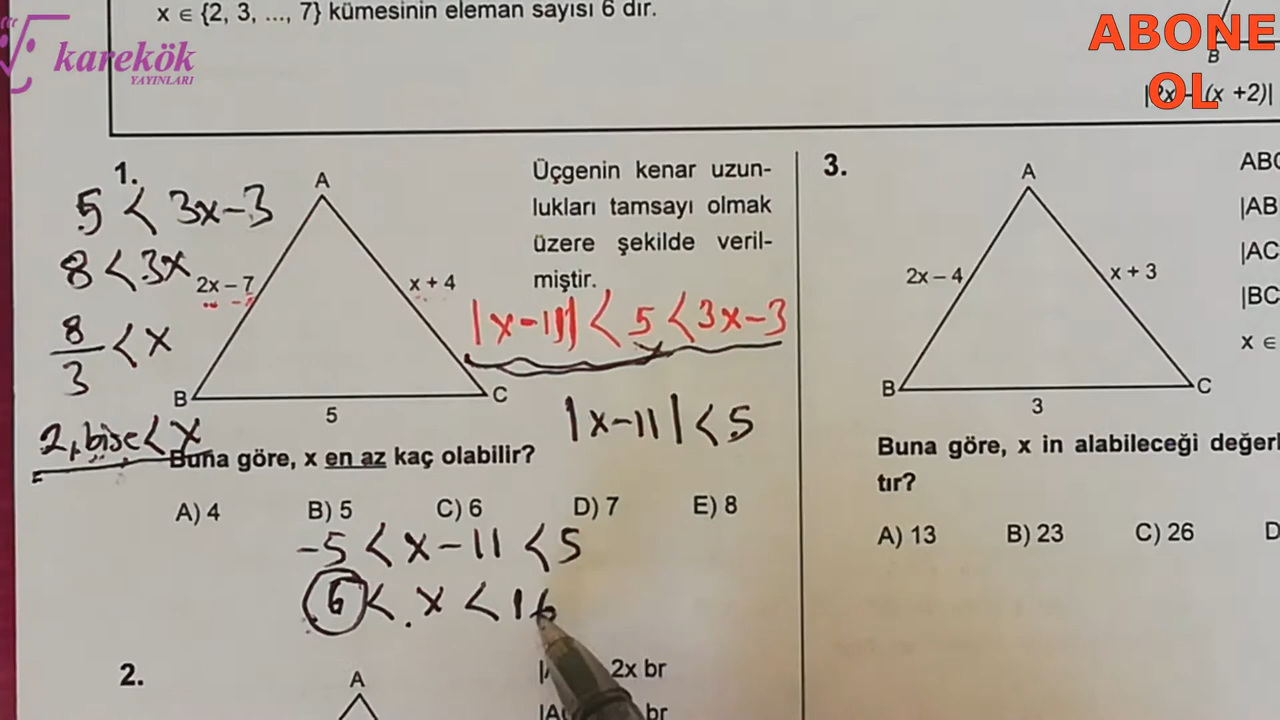 x ∈ {2, 3, ..., 7} kümesinin eleman sayısı 6 dır.
karekök
YAYINLARI
ABONE
OL
B
(x +2)|
1.
A
2x – 7
x + 4
B
C
5
Üçgenin kenar uzun-
lukları tamsayı olmak
üzere şekilde veril-
miştir.
5 < 3x-3
8 < 3x
8/3 < x
2, bise < x
|x-11| < 5 < 3x-3
|x-11| < 5
Buna göre, x en az kaç olabilir?
A) 4 B) 5 C) 6 D) 7 E) 8
-5 < x-11 < 5
6 < x < 16
2.
A
2x br
br
3.
A
2x – 4
x + 3
B
C
3
ABC
|AB
|AC
|BC
x ∈
Buna göre, x in alabileceği değerl
tır?
A) 13 B) 23 C) 26 D